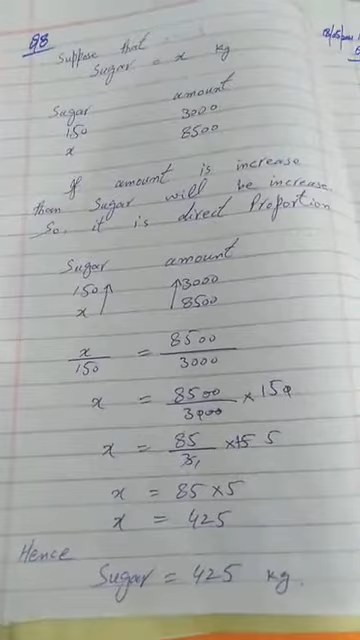 Q8
Suppose that
Sugar = x kg
Sugar amount
150 3000
x 8500
If amount is increase
then Sugar will be increase.
So, it is direct Proportion
Sugar amount
150 ↑ ↑ 3000
x 8500
x/150 = 8500/3000
x = 8500/3000 × 150
x = 85/3 × 15 5
x = 85 × 5
x = 425
Hence
Sugar = 425 kg.